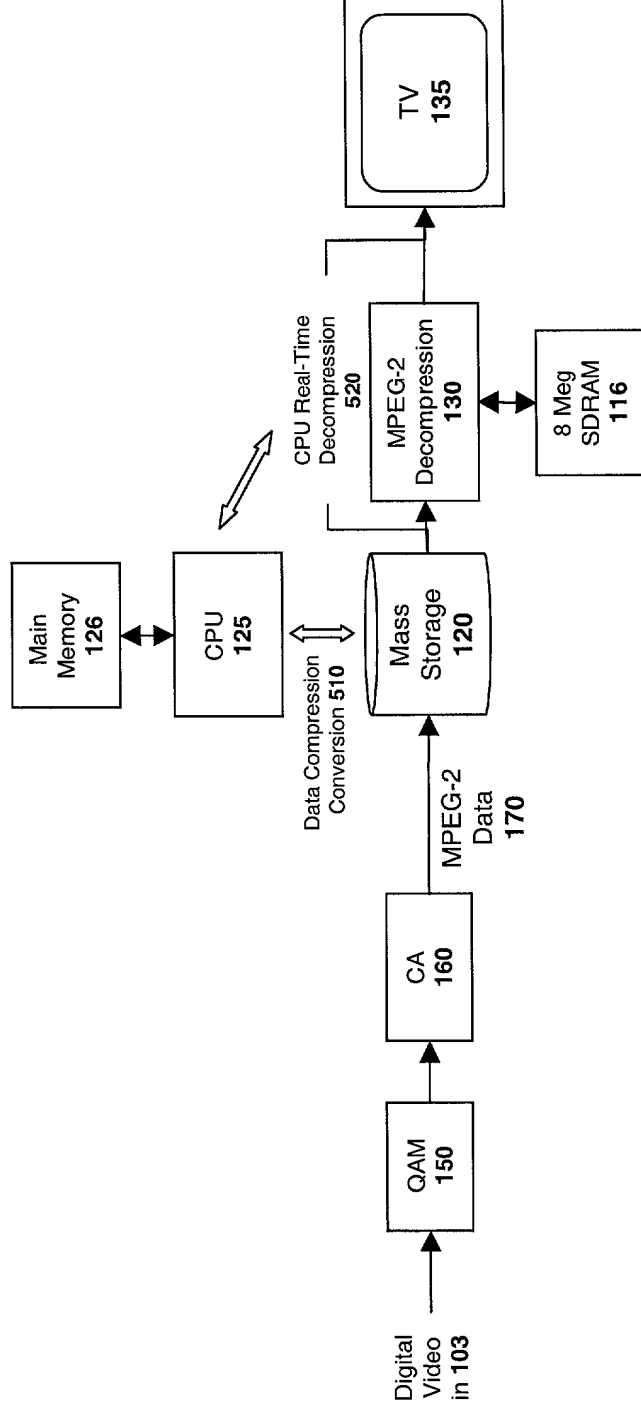 Digital
Video
in 103
QAM
150
CA
160
MPEG-2
Data
170
Mass
Storage
120
Data Compression
Conversion 510
CPU
125
Main
Memory
126
CPU Real-Time
Decompression
520
MPEG-2
Decompression
130
8 Meg
SDRAM
116
TV
135